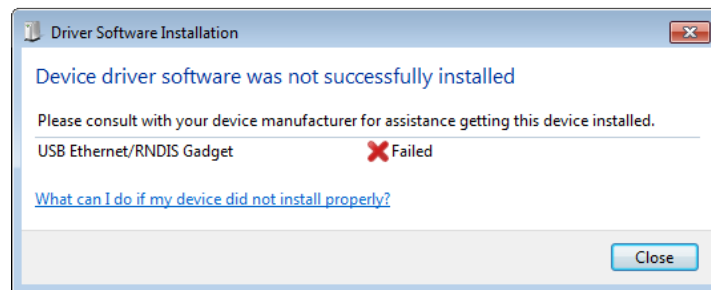 Driver Software Installation
Device driver software was not successfully installed
Please consult with your device manufacturer for assistance getting this device installed.
USB Ethernet/RNDIS Gadget Failed
What can I do if my device did not install properly?
Close